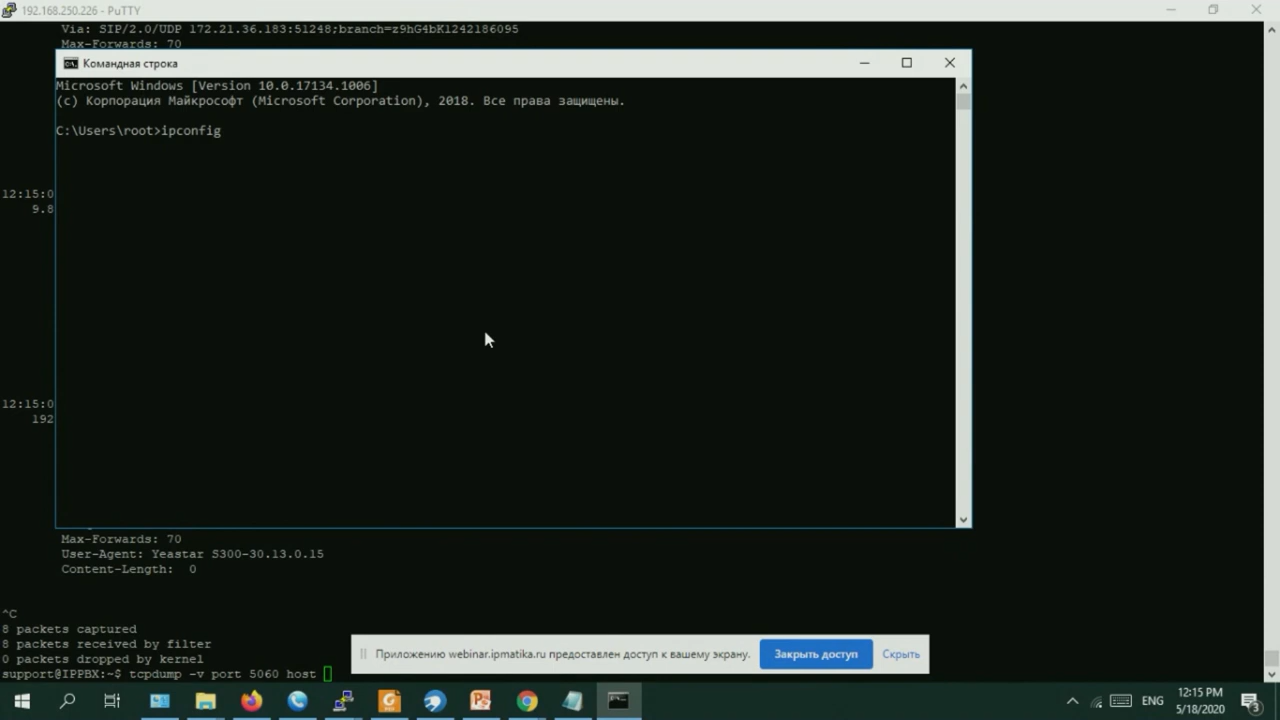 192.168.250.226 - PuTTY
Via: SIP/2.0/UDP 172.21.36.183:51248;branch=z9hG4bK1242186095
Max-Forwards: 70
Командная строка
Microsoft Windows [Version 10.0.17134.1006]
(c) Корпорация Майкрософт (Microsoft Corporation), 2018. Все права защищены.
C:\Users\root>ipconfig
12:15:0
9.8
12:15:0
192
Max-Forwards: 70
User-Agent: Yeastar S300-30.13.0.15
Content-Length: 0
^C
8 packets captured
8 packets received by filter
0 packets dropped by kernel
support@IPPBX:~$ tcpdump -v port 5060 host
Приложению webinar.ipmatika.ru предоставлен доступ к вашему экрану.
Закрыть доступ
Скрыть
ENG
12:15 PM
5/18/2020
3